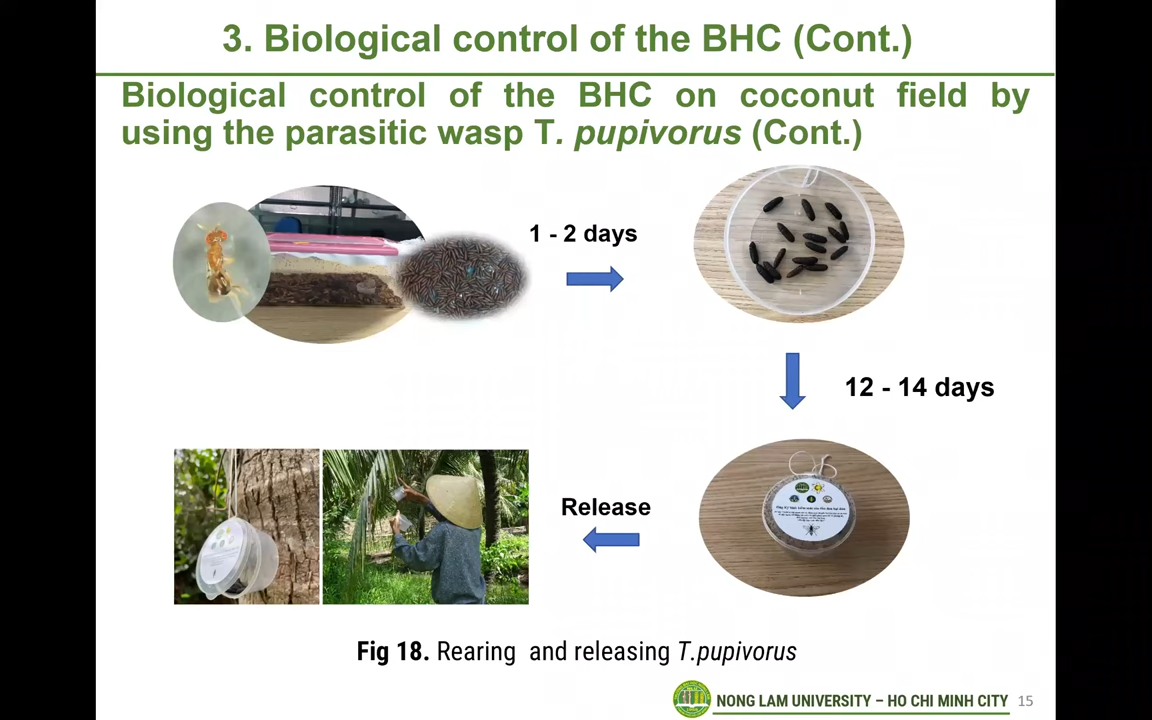 3. Biological control of the BHC (Cont.)
Biological control of the BHC on coconut field by
using the parasitic wasp T. pupivorus (Cont.)
1 - 2 days
12 - 14 days
Release
Fig 18. Rearing and releasing T.pupivorus
NONG LAM UNIVERSITY – HO CHI MINH CITY 15